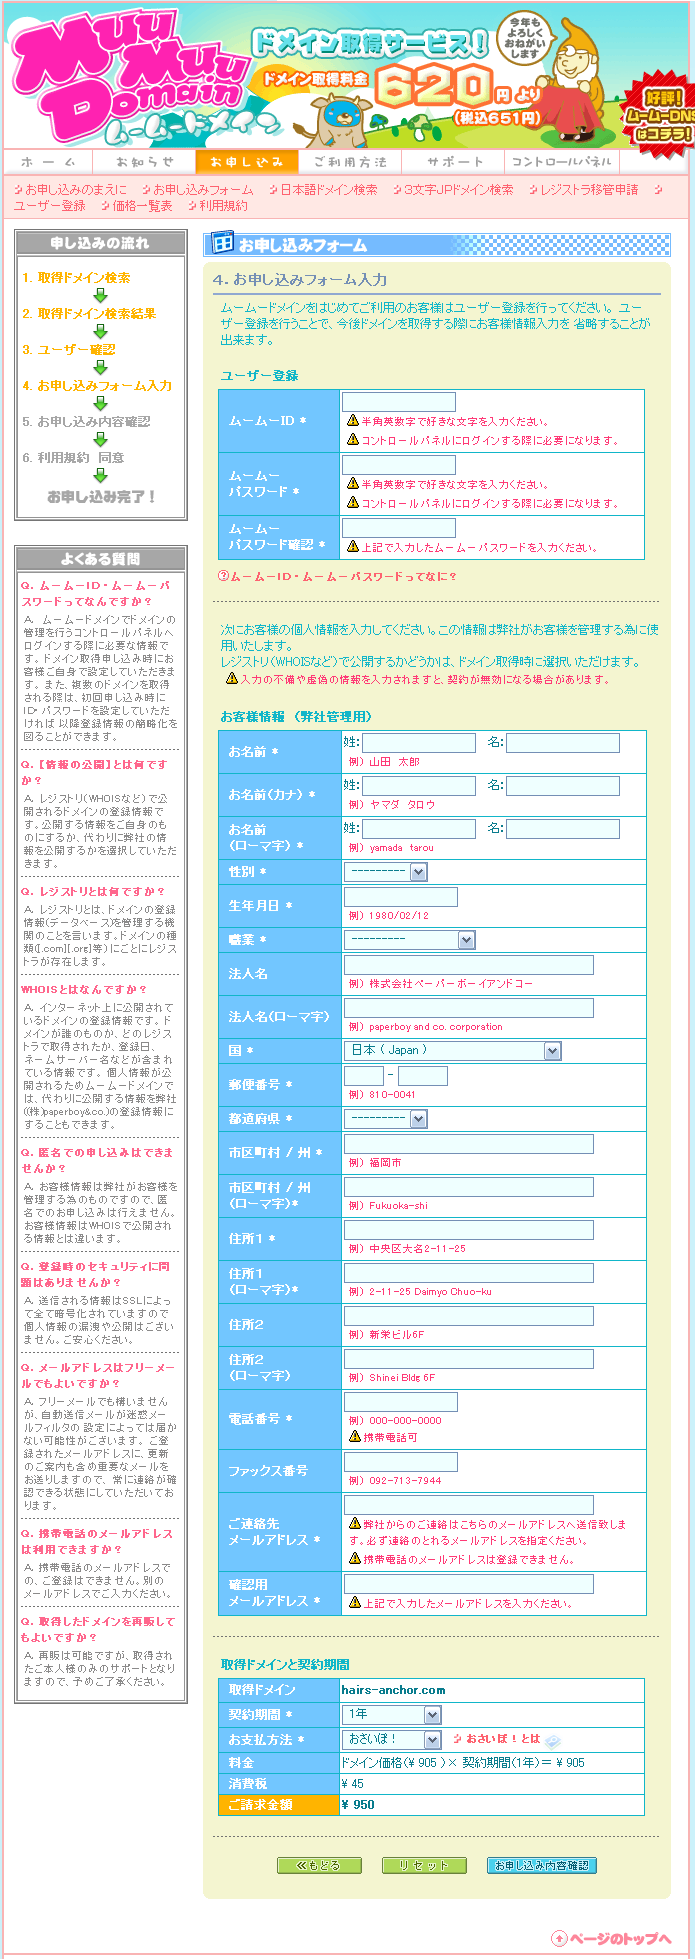 MuuMuu Domain
ムームードメイン
ドメイン取得サービス!
ドメイン取得料金 620円より
(税込651円)
今年も
よろしく
おねがい
します
好評!
ムームーDNS
はコチラ!
ホーム お知らせ お申し込み ご利用方法 サポート コントロールパネル
お申し込みのまえに お申し込みフォーム 日本語ドメイン検索 3文字JPドメイン検索 レジストラ移管申請
ユーザー登録 価格一覧表 利用規約
申し込みの流れ
1. 取得ドメイン検索
2. 取得ドメイン検索結果
3. ユーザー確認
4. お申し込みフォーム入力
5. お申し込み内容確認
6. 利用規約 同意
お申し込み完了!
よくある質問
Q. ムームーID・ムームーパ
スワードってなんですか?
A. ムームードメインでドメインの
管理を行うコントロールパネルへ
ログインする際に必要な情報で
す。ドメイン取得申し込み時にお
客様ご自身で設定していただきま
す。また、複数のドメインを取得
される際は、初回申し込み時に
ID・パスワードを設定していただ
ければ 以降登録情報の簡略化を
図ることができます。
Q. 【情報の公開】とは何です
か?
A. レジストリ(WHOISなど)で公
開されるドメインの登録情報で
す。公開する情報をご自身のも
のにするか、代わりに弊社の情
報を公開するかを選択していただ
きます。
Q. レジストリとは何ですか?
A. レジストリとは、ドメインの登録
情報(データベース)を管理する機
関のことを言います。ドメインの種
類([.com][.org]等)にごとにレジス
トラが存在します。
WHOISとはなんですか?
A. インターネット上に公開されて
いるドメインの登録情報です。ド
メインが誰のものか、どのレジス
トラで取得されたか、登録日、
ネームサーバー名などが含まれ
ている情報です。個人情報が公
開されるためムームードメインで
は、代わりに公開する情報を弊社
((株)paperboy&co.)の登録情報に
することもできます。
Q. 匿名での申し込みはできま
せんか?
A. お客様情報は弊社がお客様を
管理する為のものですので、匿
名でのお申し込みは行えません。
お客様情報はWHOISで公開され
る情報とは違います。
Q. 登録時のセキュリティに問
題はありませんか?
A. 送信される情報はSSLによっ
て全て暗号化されていますので
個人情報の漏洩や公開はござい
ません。ご安心ください。
Q. メールアドレスはフリーメー
ルでもよいですか?
A. フリーメールでも構いません
が、自動送信メールが迷惑メー
ルフィルタの 設定によっては届か
ない可能性がございます。ご登
録されたメールアドレスに、更新
のご案内も含め重要なメールを
お送りしますので、常に連絡が確
認できる状態にしていただいてお
ります。
Q. 携帯電話のメールアドレス
は利用できますか?
A. 携帯電話のメールアドレスで
の、ご登録はできません。別の
メールアドレスでご入力ください。
Q. 取得したドメインを再販して
もよいですか?
A. 再販は可能ですが、取得され
たご本人様のみのサポートとなり
ますので、予めご了承ください。
お申し込みフォーム
4. お申し込みフォーム入力
ムームードメインをはじめてご利用のお客様はユーザー登録を行ってください。ユー
ザー登録を行うことで、今後ドメインを取得する際にお客様情報入力を 省略することが
出来ます。
ユーザー登録
ムームーID *
半角英数字で好きな文字を入力ください。
コントロールパネルにログインする際に必要になります。
ムームー
パスワード *
半角英数字で好きな文字を入力ください。
コントロールパネルにログインする際に必要になります。
ムームー
パスワード確認 *
上記で入力したムームーパスワードを入力ください。
?ムームーID・ムームーパスワードってなに?
次にお客様の個人情報を入力してください。この情報は弊社がお客様を管理する為に使
用いたします。
レジストリ(WHOISなど)で公開するかどうかは、ドメイン取得時に選択いただけます。
入力の不備や虚偽の情報を入力されますと、契約が無効になる場合があります。
お客様情報 (弊社管理用)
お名前 * 姓: 名:
例) 山田 太郎
お名前(カナ) * 姓: 名:
例) ヤマダ タロウ
お名前
(ローマ字) * 姓: 名:
例) yamada tarou
性別 * ---------
生年月日 *
例) 1980/02/12
職業 * ---------
法人名
例) 株式会社ペーパーボーイアンドコー
法人名(ローマ字)
例) paperboy and co. corporation
国 * 日本 ( Japan )
郵便番号 * -
例) 810-0041
都道府県 * ---------
市区町村 / 州 *
例) 福岡市
市区町村 / 州
(ローマ字)*
例) Fukuoka-shi
住所1 *
例) 中央区大名2-11-25
住所1
(ローマ字)*
例) 2-11-25 Daimyo Chuo-ku
住所2
例) 新栄ビル6F
住所2
(ローマ字)
例) Shinei Bldg 6F
電話番号 *
例) 000-000-0000
携帯電話可
ファックス番号
例) 092-713-7944
ご連絡先
メールアドレス *
弊社からのご連絡はこちらのメールアドレスへ送信致しま
す。必ず連絡のとれるメールアドレスを指定ください。
携帯電話のメールアドレスは登録できません。
確認用
メールアドレス *
上記で入力したメールアドレスを入力ください。
取得ドメインと契約期間
取得ドメイン hairs-anchor.com
契約期間 * 1年
お支払方法 * おさいぽ! おさいぽ!とは
料金 ドメイン価格(¥ 905 ) × 契約期間(1年)= ¥ 905
消費税 ¥ 45
ご請求金額 ¥ 950
≪もどる リセット お申し込み内容確認
ページのトップへ